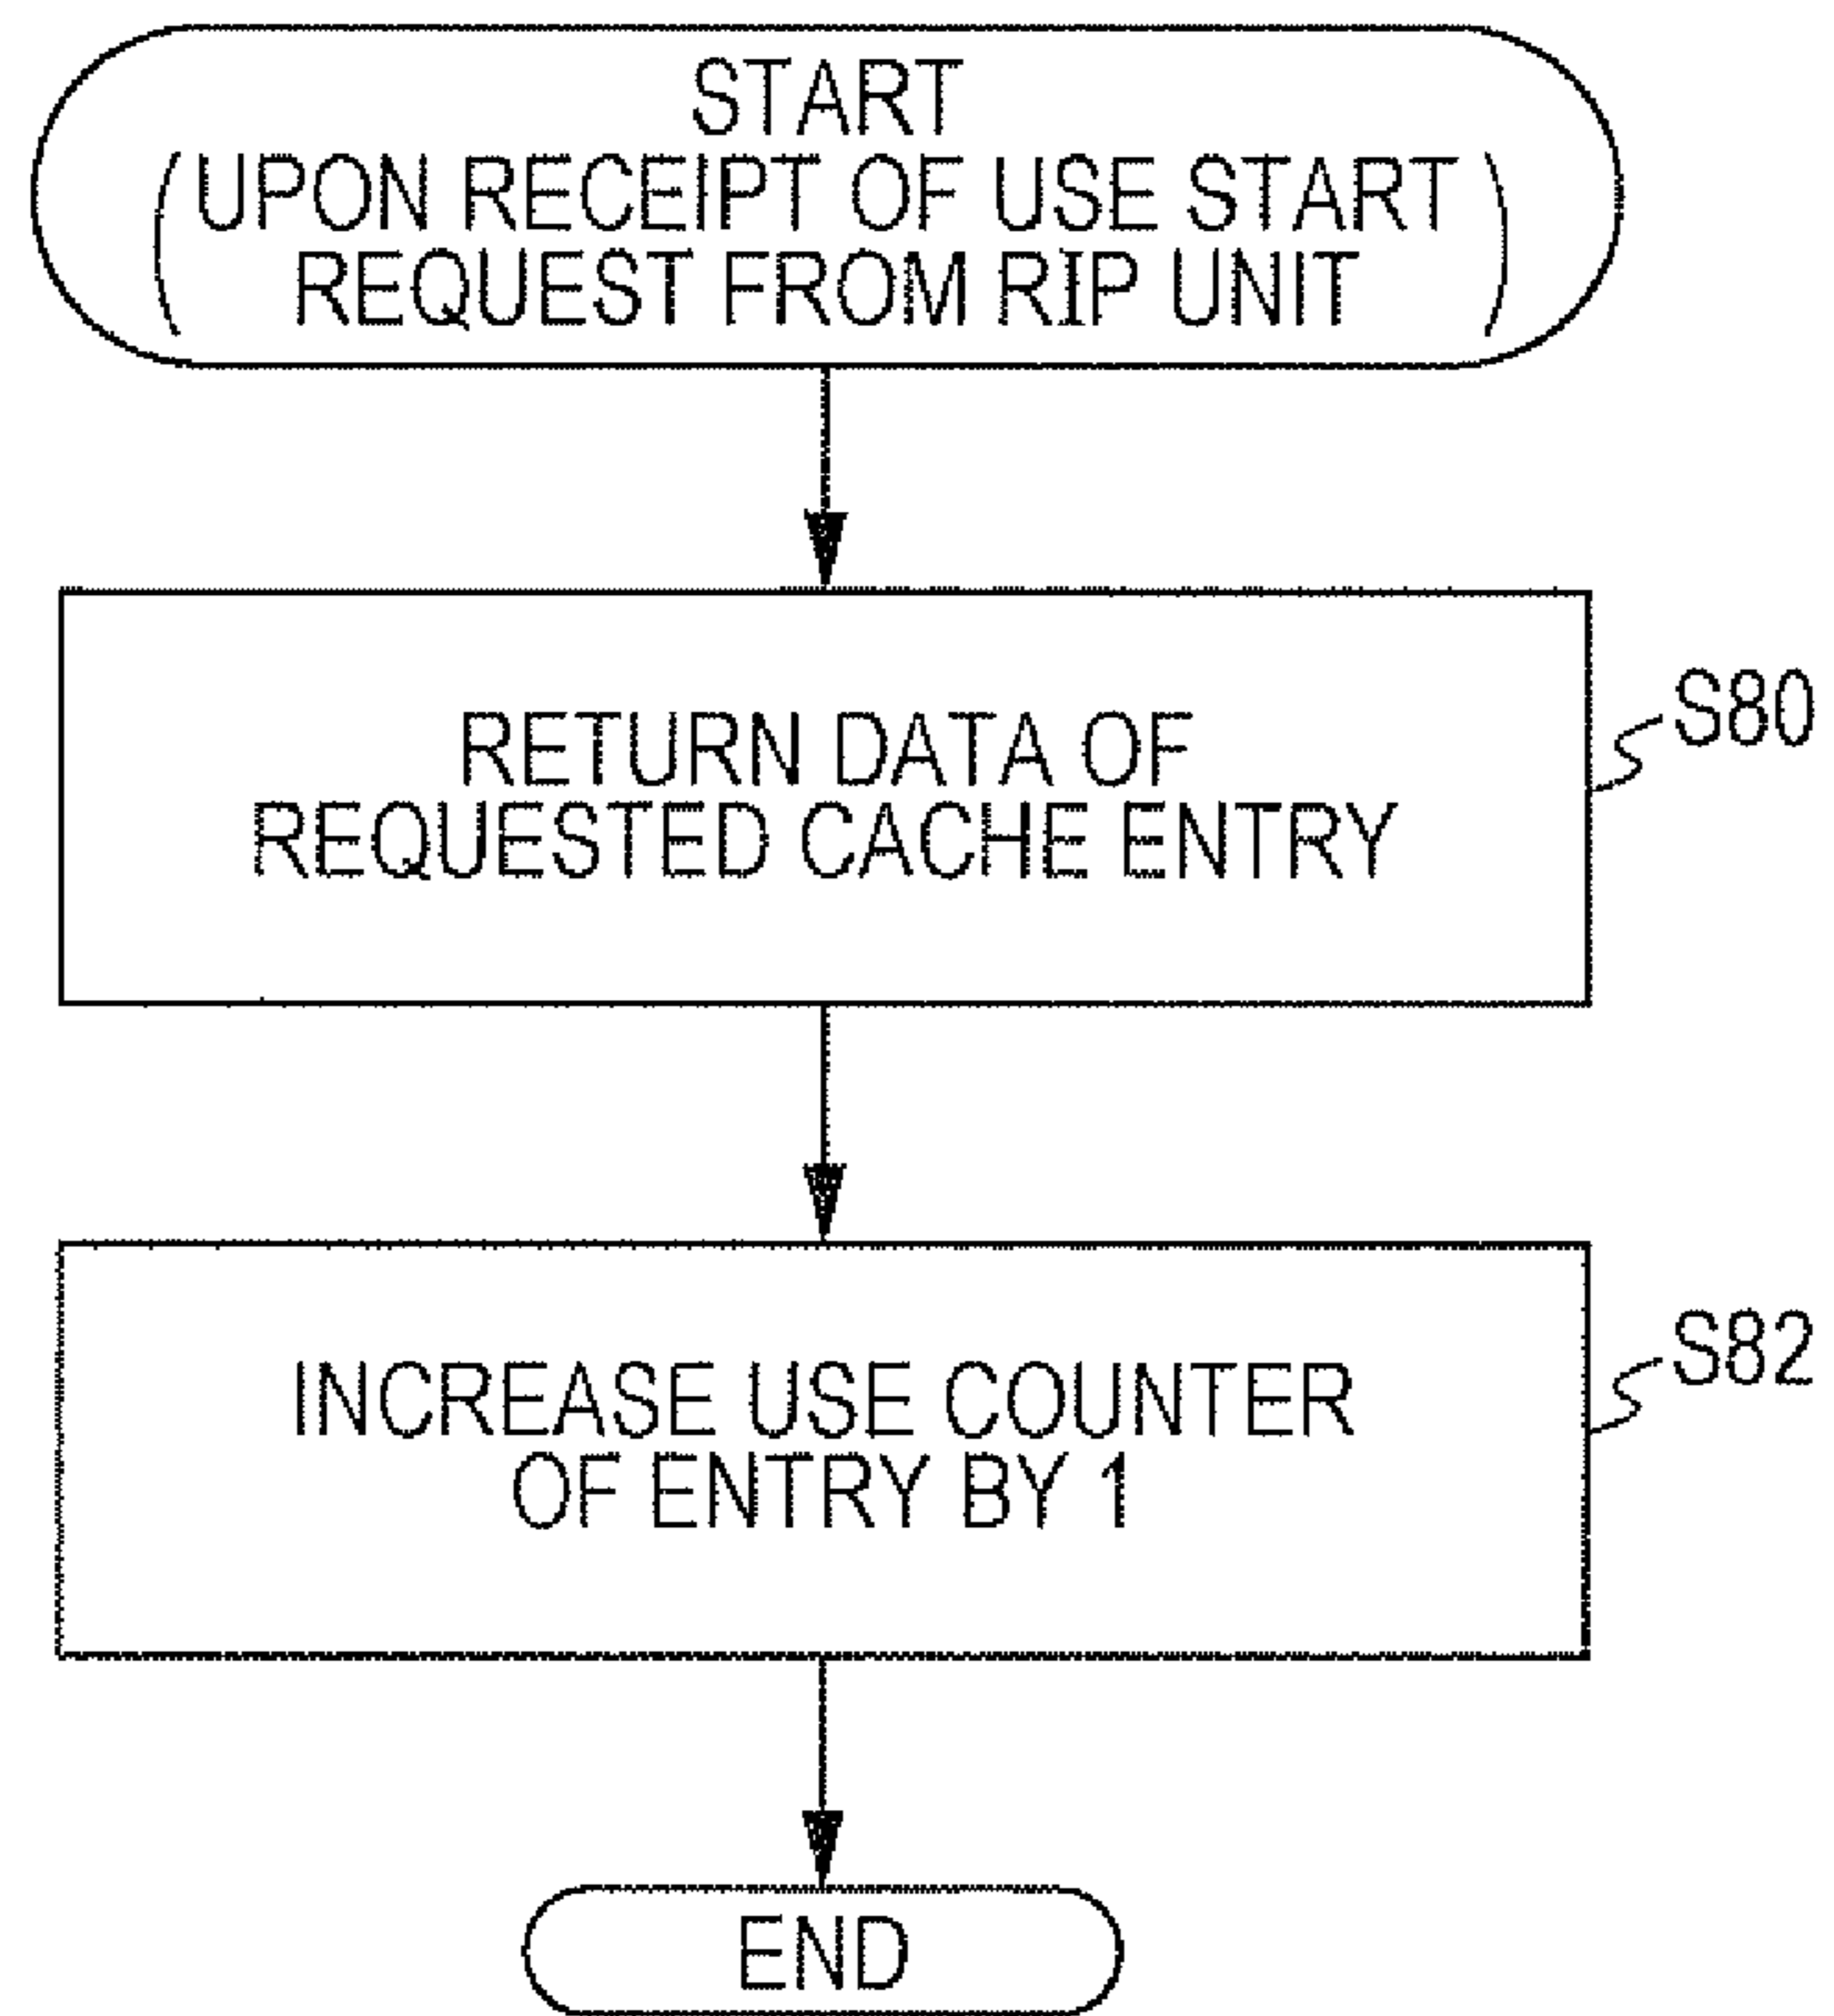 START
(UPON RECEIPT OF USE START
REQUEST FROM RIP UNIT)
RETURN DATA OF
REQUESTED CACHE ENTRY
S80
INCREASE USE COUNTER
OF ENTRY BY 1
S82
END